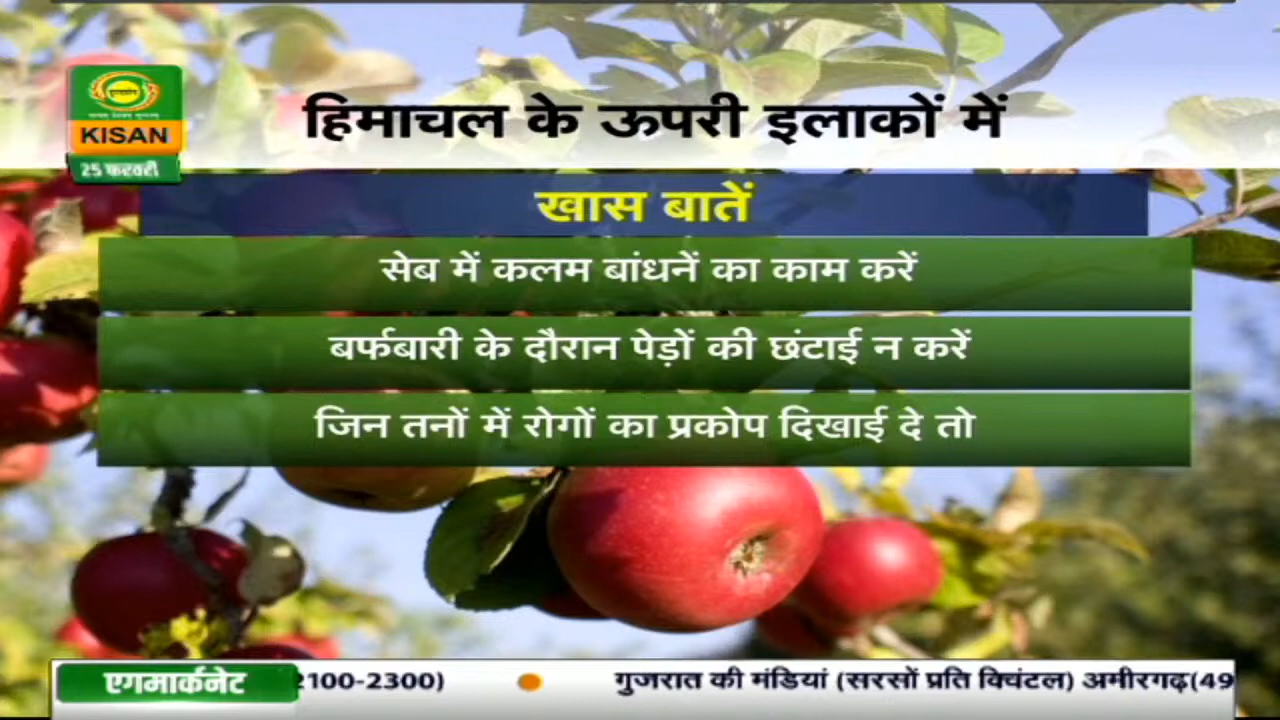 हिमाचल के ऊपरी इलाकों में
KISAN
25 फरवरी
खास बातें
सेब में कलम बांधनें का काम करें
बर्फबारी के दौरान पेड़ों की छंटाई न करें
जिन तनों में रोगों का प्रकोप दिखाई दे तो
एगमार्कनेट 2100-2300) गुजरात की मंडियां (सरसों प्रति क्विंटल) अमीरगढ़(49